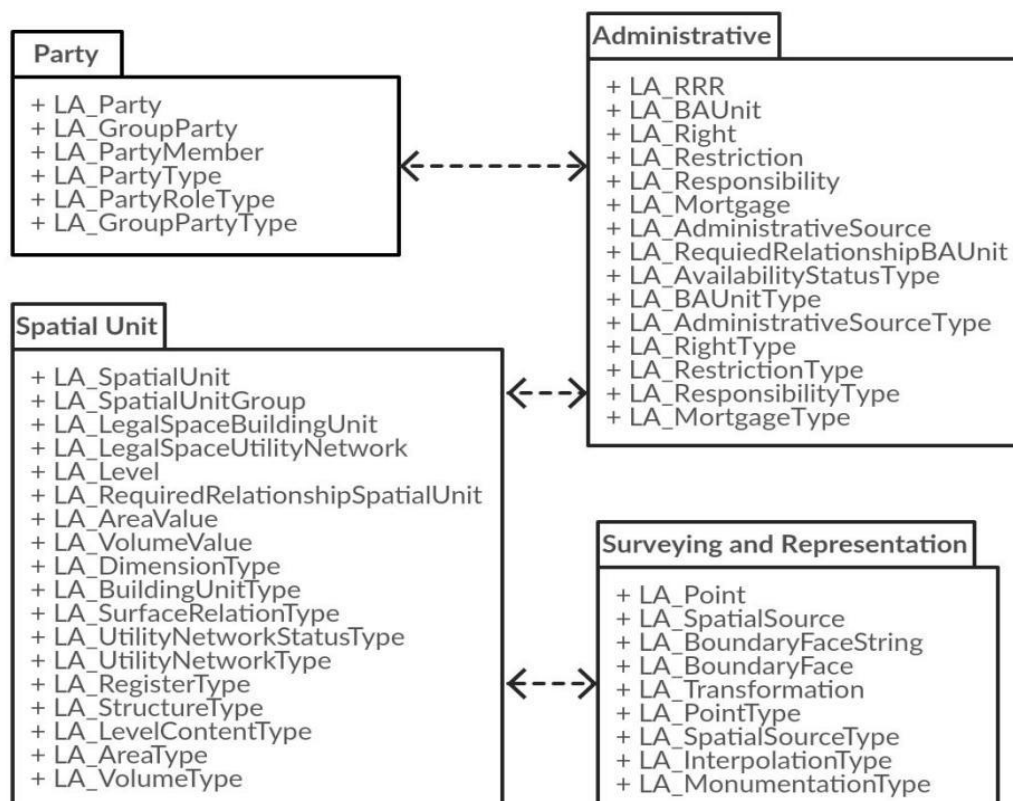 Party
+ LA_Party
+ LA_GroupParty
+ LA_PartyMember
+ LA_PartyType
+ LA_PartyRoleType
+ LA_GroupPartyType
Administrative
+ LA_RRR
+ LA_BAUnit
+ LA_Right
+ LA_Restriction
+ LA_Responsibility
+ LA_Mortgage
+ LA_AdministrativeSource
+ LA_RequiedRelationshipBAUnit
+ LA_AvailabilityStatusType
+ LA_BAUnitType
+ LA_AdministrativeSourceType
+ LA_RightType
+ LA_RestrictionType
+ LA_ResponsibilityType
+ LA_MortgageType
Spatial Unit
+ LA_SpatialUnit
+ LA_SpatialUnitGroup
+ LA_LegalSpaceBuildingUnit
+ LA_LegalSpaceUtilityNetwork
+ LA_Level
+ LA_RequiredRelationshipSpatialUnit
+ LA_AreaValue
+ LA_VolumeValue
+ LA_DimensionType
+ LA_BuildingUnitType
+ LA_SurfaceRelationType
+ LA_UtilityNetworkStatusType
+ LA_UtilityNetworkType
+ LA_RegisterType
+ LA_StructureType
+ LA_LevelContentType
+ LA_AreaType
+ LA_VolumeType
Surveying and Representation
+ LA_Point
+ LA_SpatialSource
+ LA_BoundaryFaceString
+ LA_BoundaryFace
+ LA_Transformation
+ LA_PointType
+ LA_SpatialSourceType
+ LA_InterpolationType
+ LA_MonumentationType